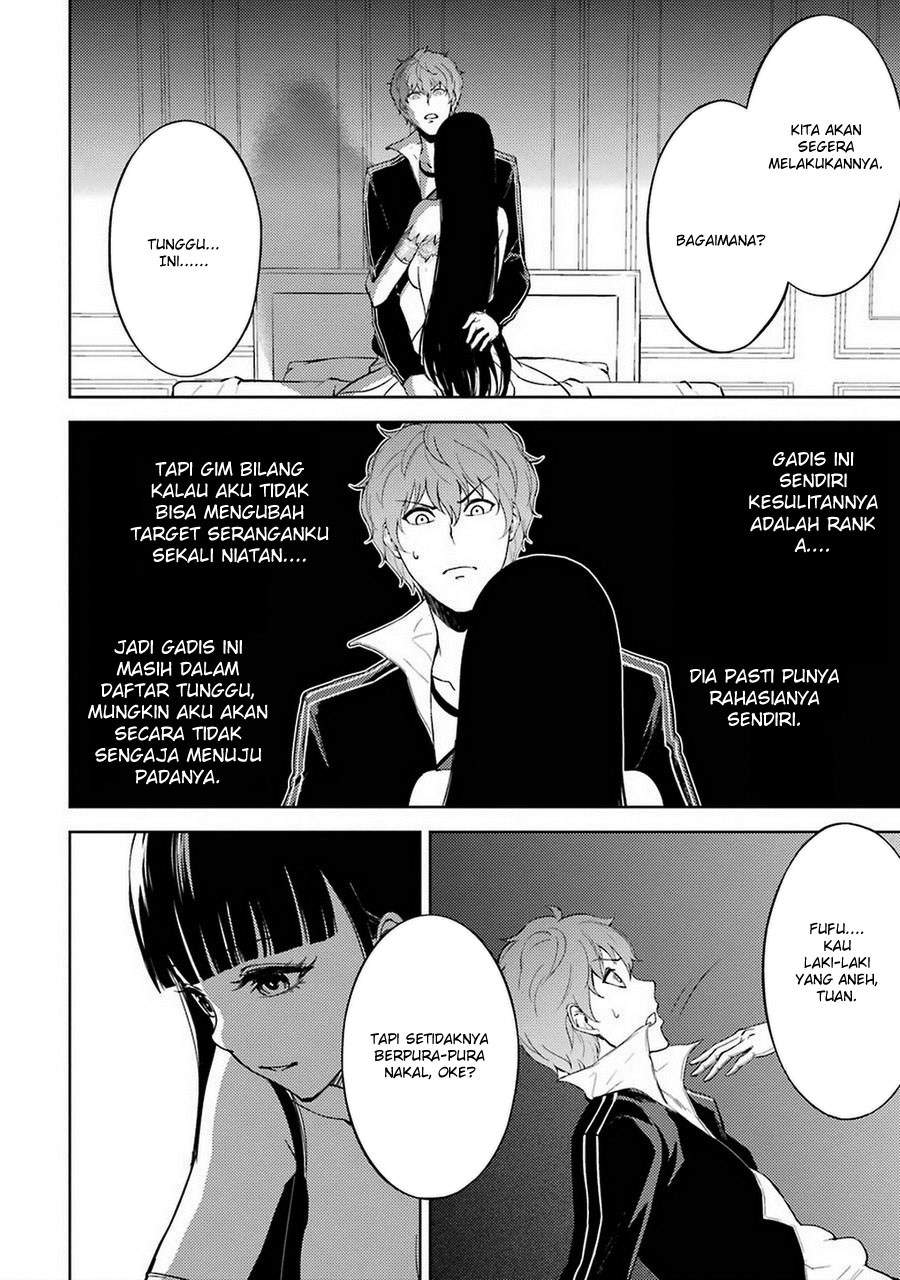 KITA AKAN
SEGERA
MELAKUKANNYA.
BAGAIMANA?
TUNGGU...
INI......
GADIS INI
SENDIRI
KESULITANNYA
ADALAH RANK
A....
DIA PASTI PUNYA
RAHASIANYA
SENDIRI.
TAPI GIM BILANG
KALAU AKU TIDAK
BISA MENGUBAH
TARGET SERANGANKU
SEKALI NIATAN....
JADI GADIS INI
MASIH DALAM
DAFTAR TUNGGU,
MUNGKIN AKU AKAN
SECARA TIDAK
SENGAJA MENUJU
PADANYA.
FUFU....
KAU
LAKI-LAKI
YANG ANEH,
TUAN.
TAPI SETIDAKNYA
BERPURA-PURA
NAKAL, OKE?